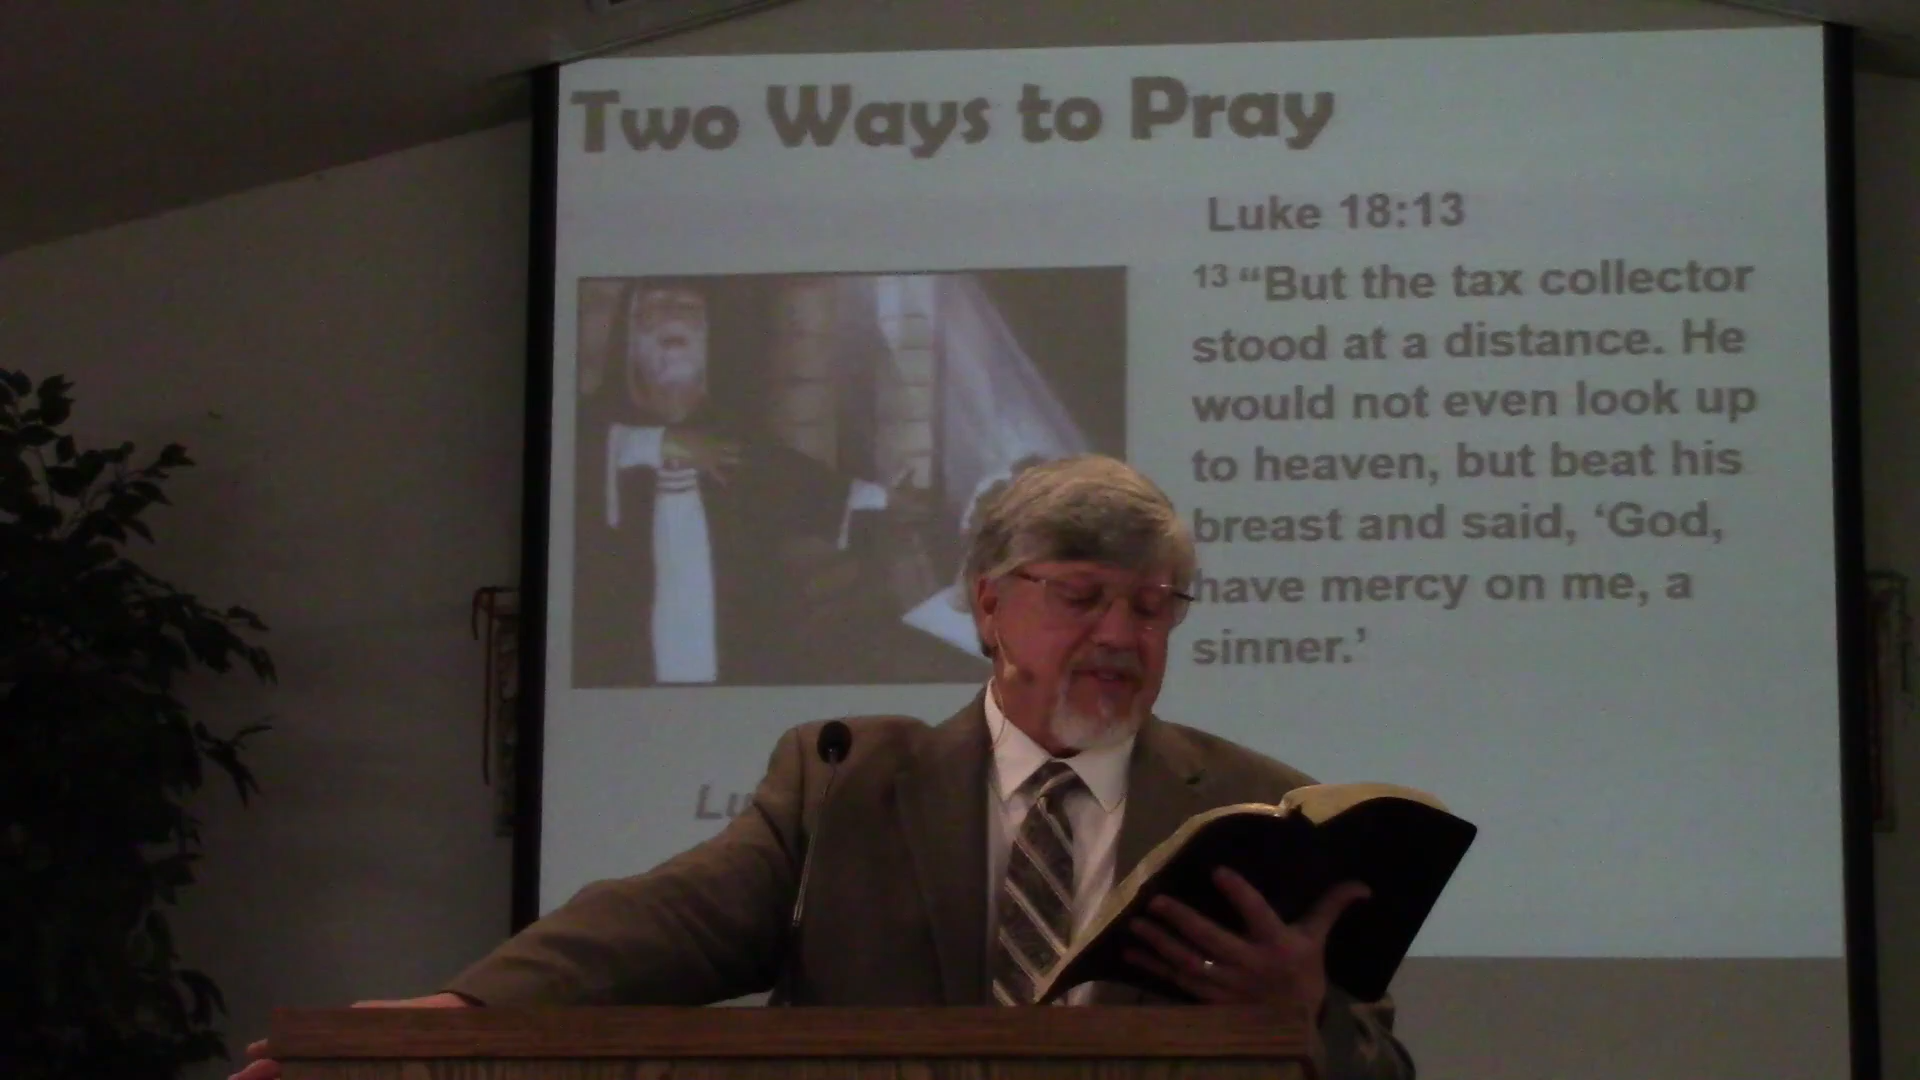 Two Ways to Pray
Luke 18:13
13 “But the tax collector
stood at a distance. He
would not even look up
to heaven, but beat his
breast and said, ‘God,
have mercy on me, a
sinner.’